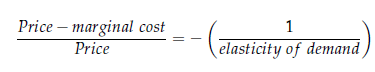 Price − marginal cost
Price
= − (
1
elasticity of demand
)